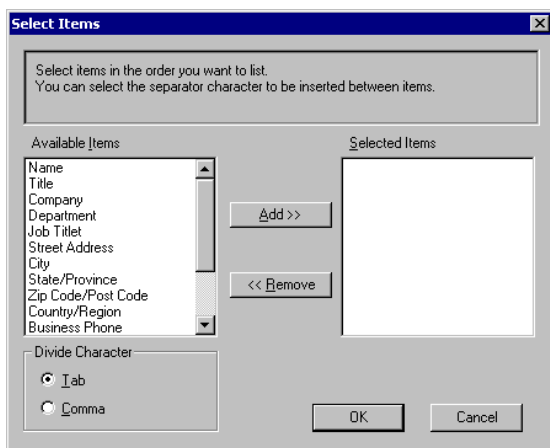 Select Items
Select items in the order you want to list.
You can select the separator character to be inserted between items.
Available Items
Selected Items
Name
Title
Company
Department
Job Titlet
Street Address
City
State/Province
Zip Code/Post Code
Country/Region
Business Phone
Add >>
<< Remove
Divide Character
Tab
Comma
OK
Cancel